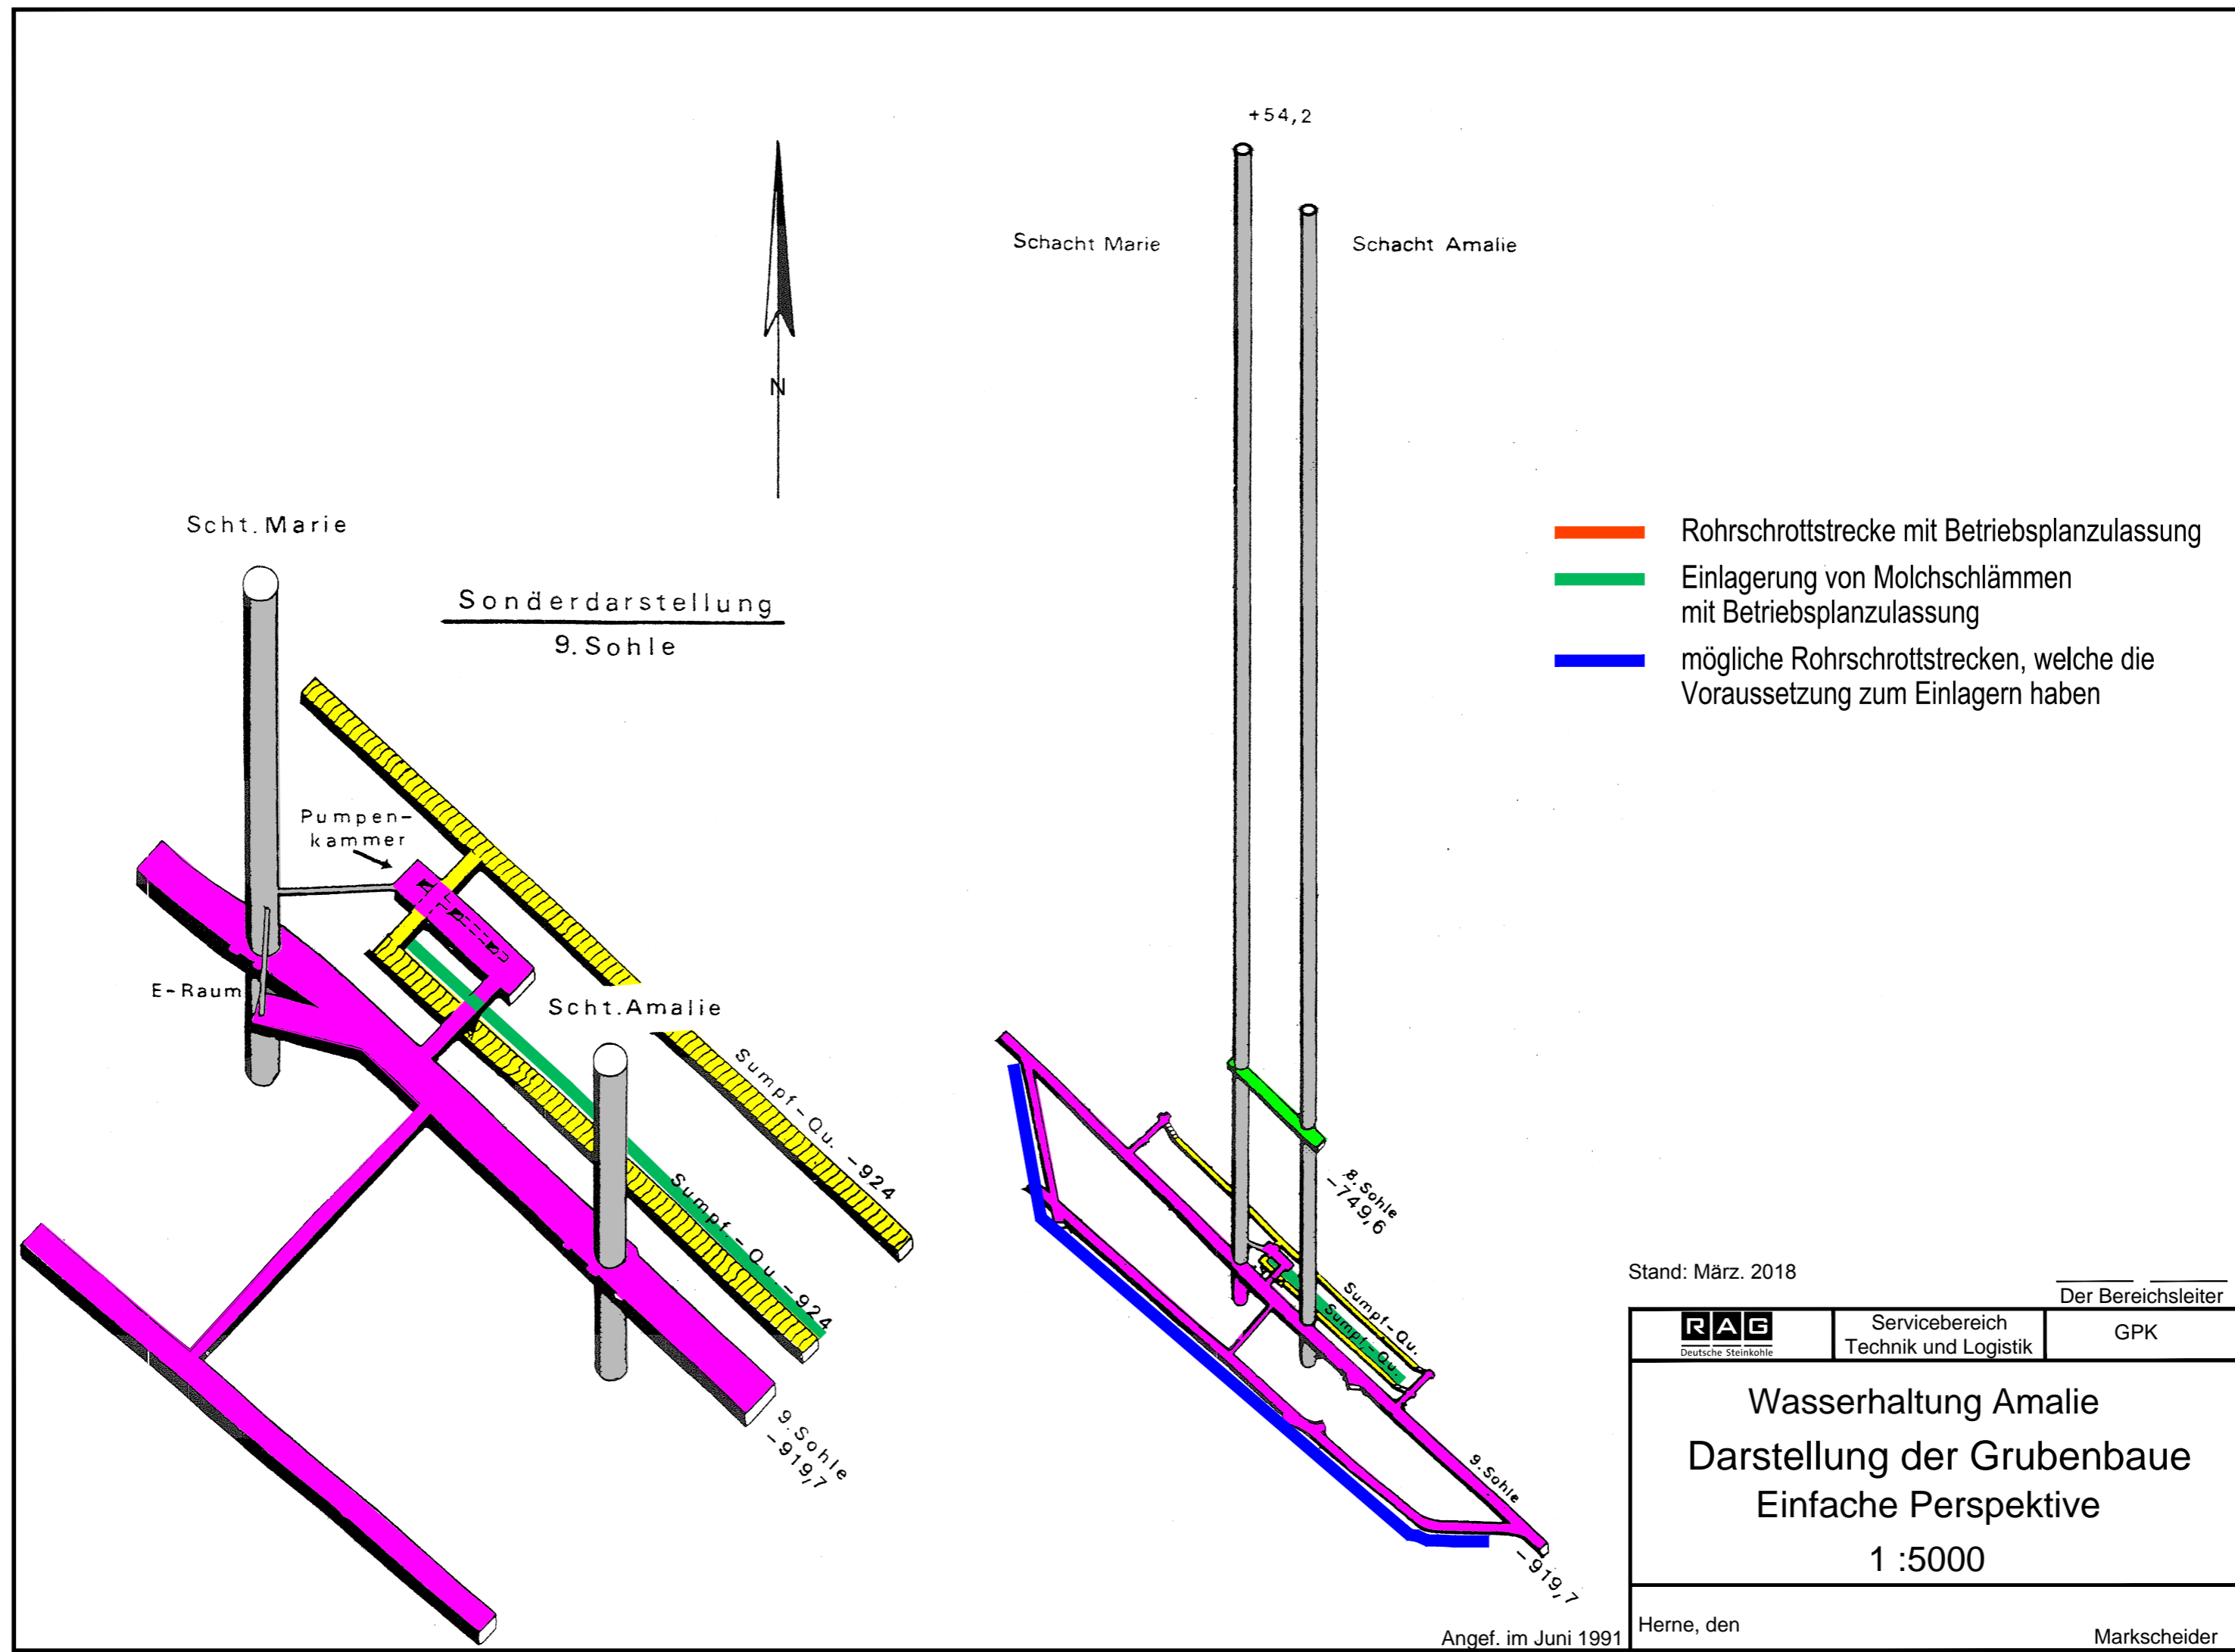 +54,2
Schacht Marie
Schacht Amalie
N
Scht. Marie
Sonderdarstellung
9. Sohle
Rohrschrottstrecke mit Betriebsplanzulassung
Einlagerung von Molchschlämmen
mit Betriebsplanzulassung
mögliche Rohrschrottstrecken, welche die
Voraussetzung zum Einlagern haben
Pumpen-
kammer
E-Raum
Scht. Amalie
Sumpf-Qu. -924
Sumpf-Qu. -924
9. Sohle
-919,7
8. Sohle
-749,6
Sumpf-Qu.
Sumpf-Qu.
9. Sohle
-919,7
Stand: März. 2018
Der Bereichsleiter
RAG
Deutsche Steinkohle
Servicebereich
Technik und Logistik
GPK
Wasserhaltung Amalie
Darstellung der Grubenbaue
Einfache Perspektive
1 :5000
Angef. im Juni 1991
Herne, den
Markscheider